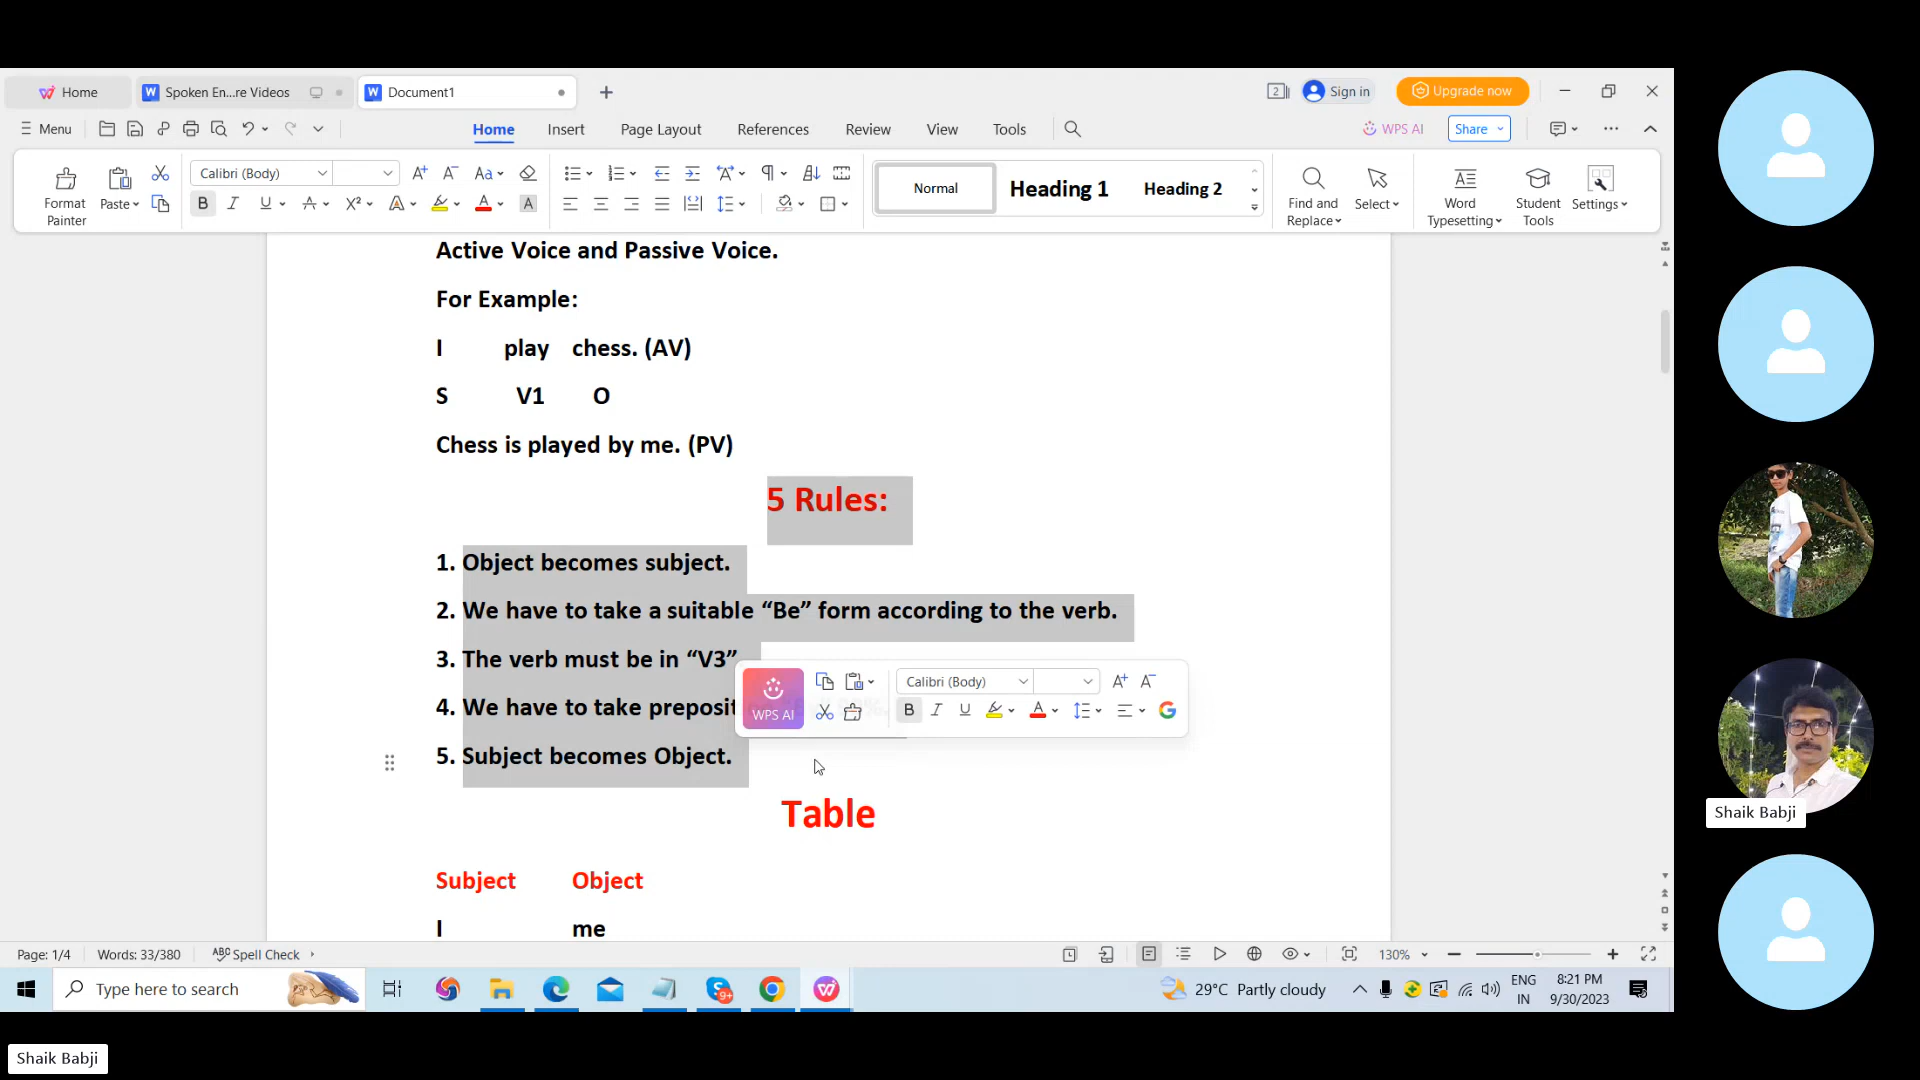 Home
Spoken En...re Videos
Document1
2
Sign in
Upgrade now
Menu
Home
Insert
Page Layout
References
Review
View
Tools
WPS AI
Share
Format Painter
Paste
Calibri (Body)
Normal
Heading 1
Heading 2
Find and Replace
Select
Word Typesetting
Student Tools
Settings
Active Voice and Passive Voice.
For Example:
I play chess. (AV)
S V1 O
Chess is played by me. (PV)
5 Rules:
1. Object becomes subject.
2. We have to take a suitable “Be” form according to the verb.
3. The verb must be in “V3”
4. We have to take
5. Subject becomes Object.
WPS AI
Calibri (Body)
Table
Subject Object
I me
Page: 1/4
Words: 33/380
Spell Check
130%
Type here to search
9+
29°C Partly cloudy
ENG
IN
8:21 PM
9/30/2023
Shaik Babji
Shaik Babji